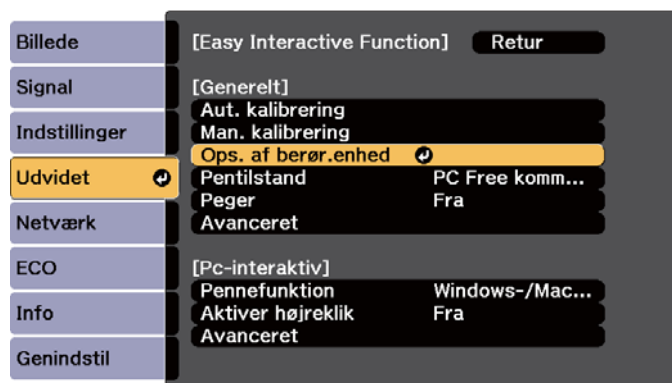 Billede
Signal
Indstillinger
Udvidet
Netværk
ECO
Info
Genindstil
[Easy Interactive Function] Retur
[Generelt]
Aut. kalibrering
Man. kalibrering
Ops. af berør.enhed
Pentilstand PC Free komm...
Peger Fra
Avanceret
[Pc-interaktiv]
Pennefunktion Windows-/Mac...
Aktiver højreklik Fra
Avanceret